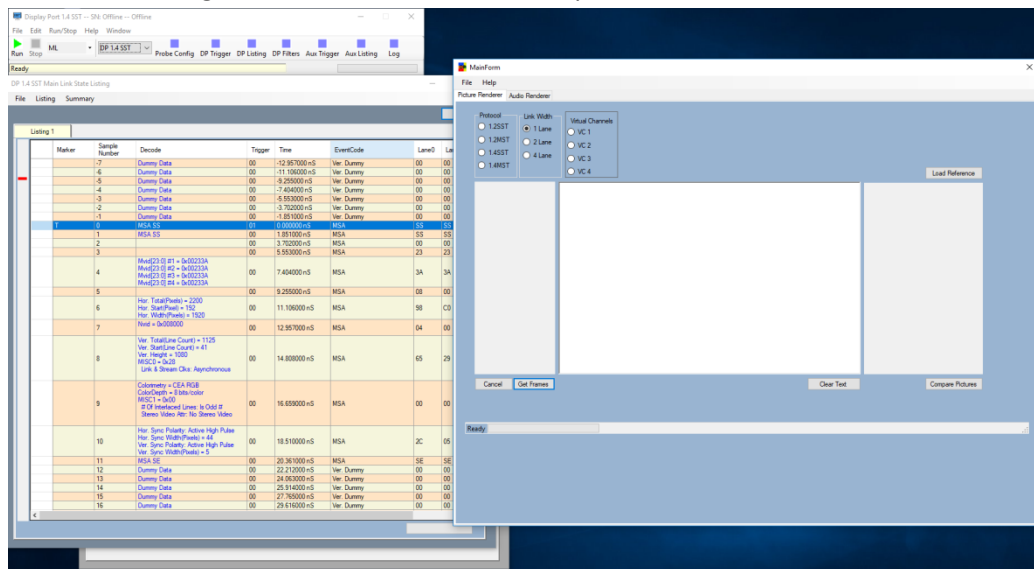 Display Port 1.4 SST -- SN: Offline -- Offline
File Edit Run/Stop Help Window
Run Stop ML DP 1.4 SST Probe Config DP Trigger DP Listing DP Filters Aux Trigger Aux Listing Log
Ready
DP 1.4 SST Main Link State Listing
File Listing Summary
Listing 1
Marker Sample Number Decode Trigger Time EventCode Lane0
-7 Dummy Data 00 -12.957000 nS Ver. Dummy 00 00
-6 Dummy Data 00 -11.106000 nS Ver. Dummy 00 00
-5 Dummy Data 00 -9.255000 nS Ver. Dummy 00 00
-4 Dummy Data 00 -7.404000 nS Ver. Dummy 00 00
-3 Dummy Data 00 -5.553000 nS Ver. Dummy 00 00
-2 Dummy Data 00 -3.702000 nS Ver. Dummy 00 00
-1 Dummy Data 00 -1.851000 nS Ver. Dummy 00 00
T 0 MSA SS 01 0.000000 nS MSA SS SS
1 MSA SS 00 1.851000 nS MSA SS SS
2 00 3.702000 nS MSA 00 00
3 00 5.553000 nS MSA 23 23
Mvid[23:0] #1 = 0x00233A
Mvid[23:0] #2 = 0x00233A
4 Mvid[23:0] #3 = 0x00233A 00 7.404000 nS MSA 3A 3A
Mvid[23:0] #4 = 0x00233A
5 00 9.255000 nS MSA 08 00
Hor. Total(Pixels) = 2200
6 Hor. Start(Pixel) = 192 00 11.106000 nS MSA 98 C0
Hor. Width(Pixels) = 1920
7 Nvid = 0x008000 00 12.957000 nS MSA 04 00
Ver. Total(Line Count) = 1125
Ver. Start(Line Count) = 41
8 Ver. Height = 1080 00 14.808000 nS MSA 65 29
MISC0 = 0x28
Link & Stream Clks: Asynchronous
Colorimetry = CEA RGB
ColorDepth = 8 bits/color
9 MISC1 = 0x00 00 16.659000 nS MSA 00 00
# Of Interlaced Lines: Is Odd #
Stereo Video Attr: No Stereo Video
Hor. Sync Polarity: Active High Pulse
Hor. Sync Width(Pixels) = 44
10 Ver. Sync Polarity: Active High Pulse 00 18.510000 nS MSA 2C 05
Ver. Sync Width(Pixels) = 5
11 MSA SE 00 20.361000 nS MSA SE SE
12 Dummy Data 00 22.212000 nS Ver. Dummy 00 00
13 Dummy Data 00 24.063000 nS Ver. Dummy 00 00
14 Dummy Data 00 25.914000 nS Ver. Dummy 00 00
15 Dummy Data 00 27.765000 nS Ver. Dummy 00 00
16 Dummy Data 00 29.616000 nS Ver. Dummy 00 00
MainForm
File Help
Picture Renderer Audio Renderer
Protocol Link Width Virtual Channels
1.2SST 1 Lane VC 1
1.2MST 2 Lane VC 2
1.4SST 4 Lane VC 3
1.4MST VC 4
Load Reference
Cancel Get Frames Clear Text Compare Pictures
Ready